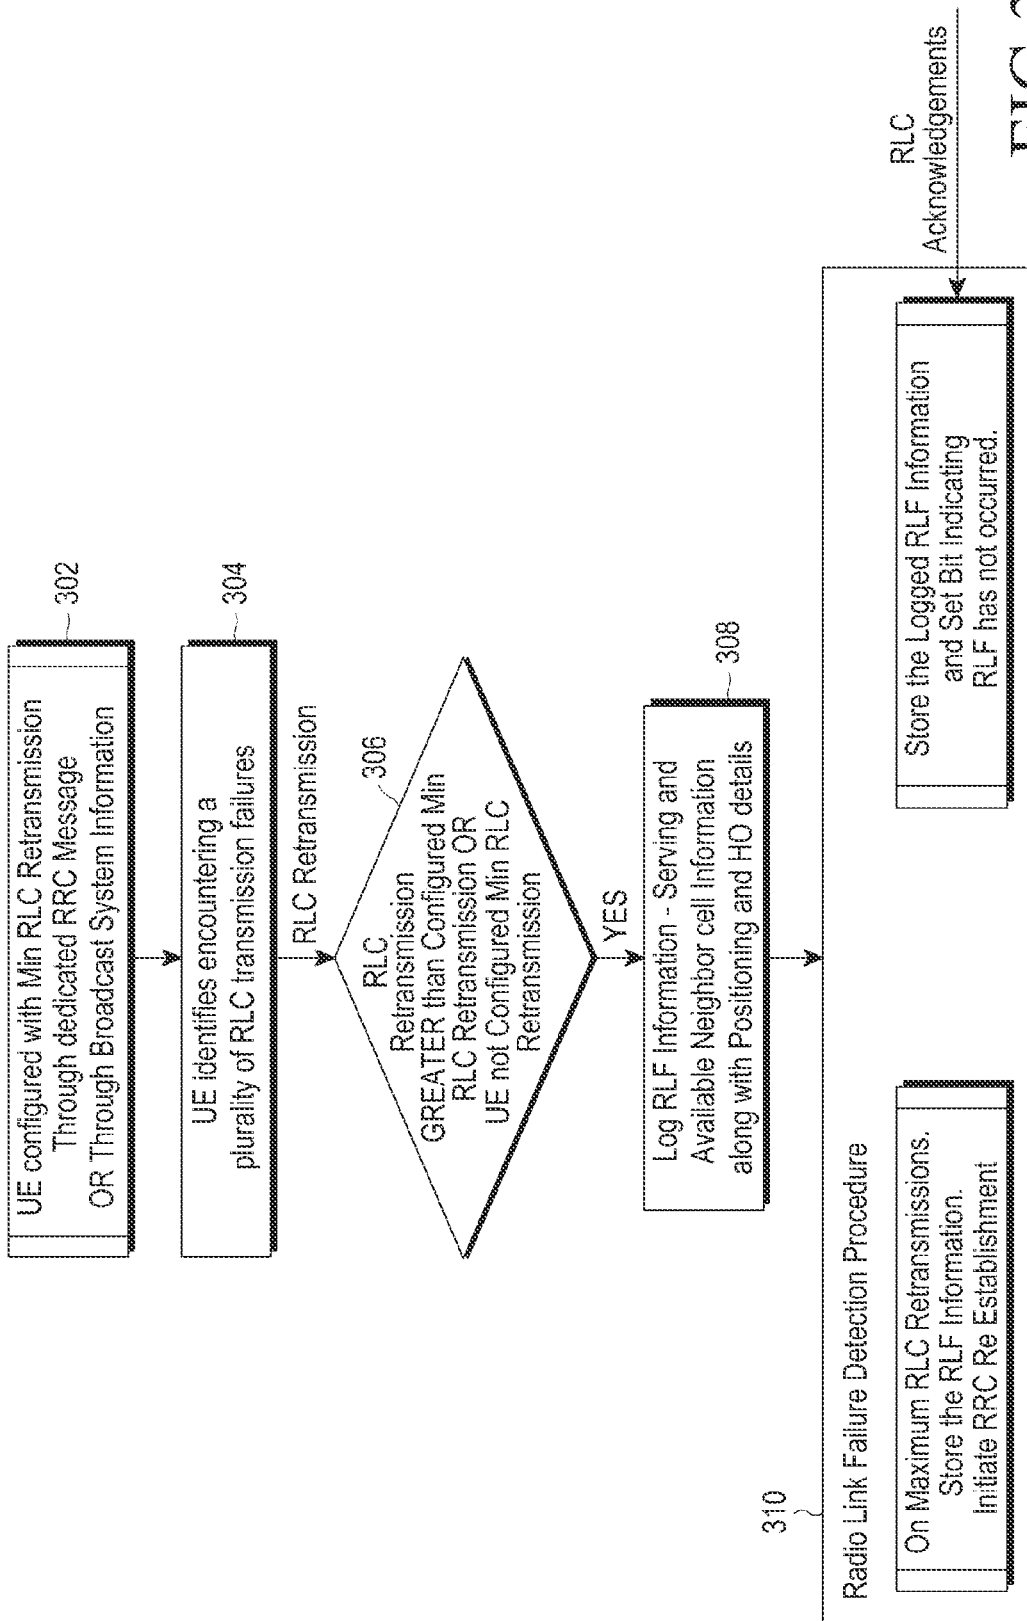 UE configured with Min RLC Retransmission
Through dedicated RRC Message
OR Through Broadcast System Information
302
UE identifies encountering a
plurality of RLC transmission failures
304
RLC Retransmission
306
RLC
Retransmission
GREATER than Configured Min
RLC Retransmission OR
UE not Configured Min RLC
Retransmission
YES
Log RLF Information - Serving and
Available Neighbor cell Information
along with Positioning and HO details
308
310
Radio Link Failure Detection Procedure
On Maximum RLC Retransmissions.
Store the RLF Information.
Initiate RRC Re Establishment
Store the Logged RLF Information
and Set Bit Indicating
RLF has not occurred.
RLC
Acknowledgements